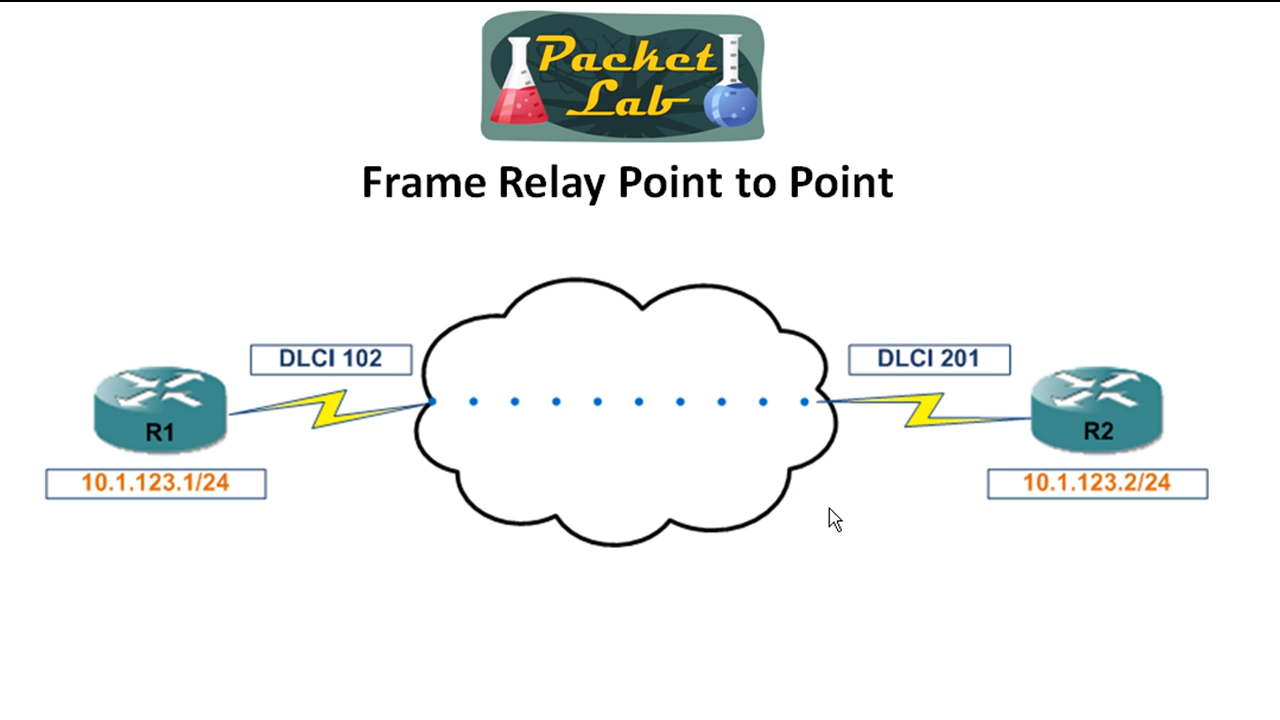 Packet
Lab
Frame Relay Point to Point
DLCI 102
DLCI 201
R1
R2
10.1.123.1/24
10.1.123.2/24